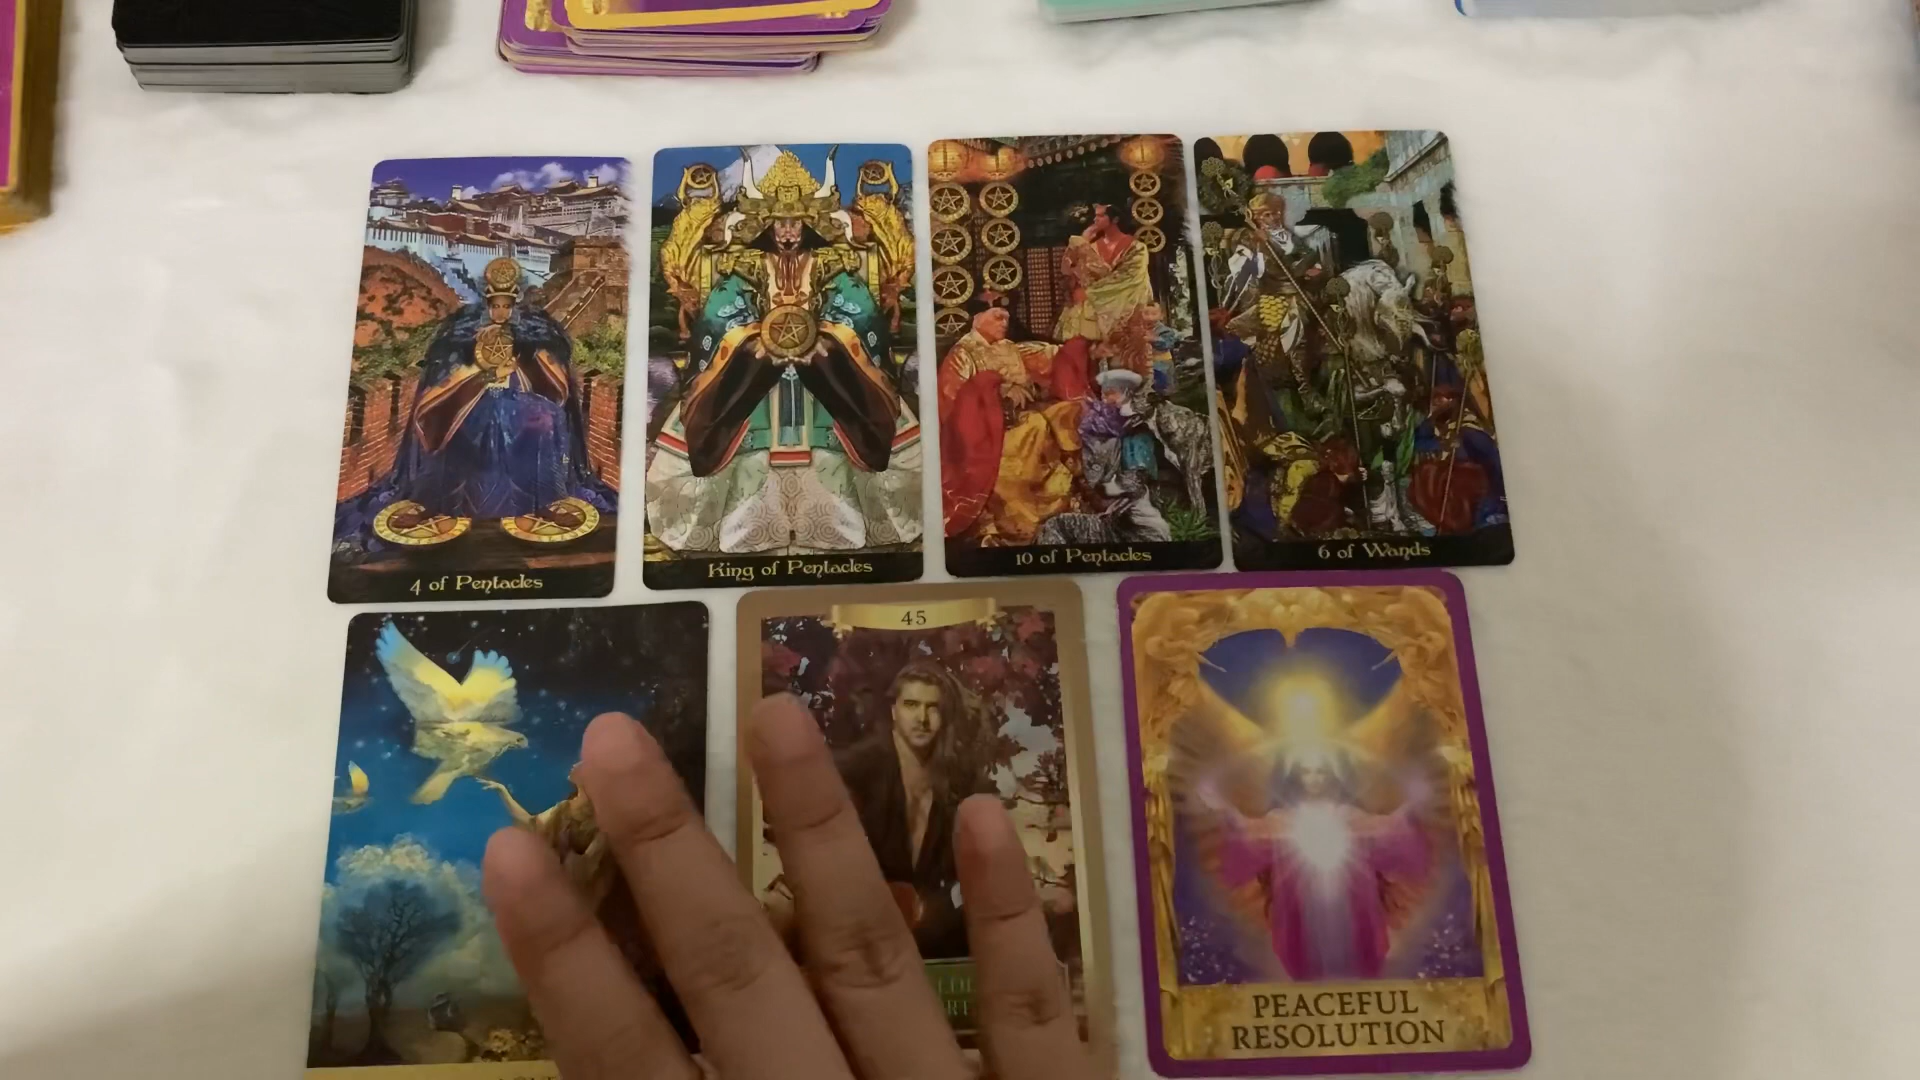 4 of Pentacles
King of Pentacles
10 of Pentacles
6 of Wands
45
PEACEFUL
RESOLUTION